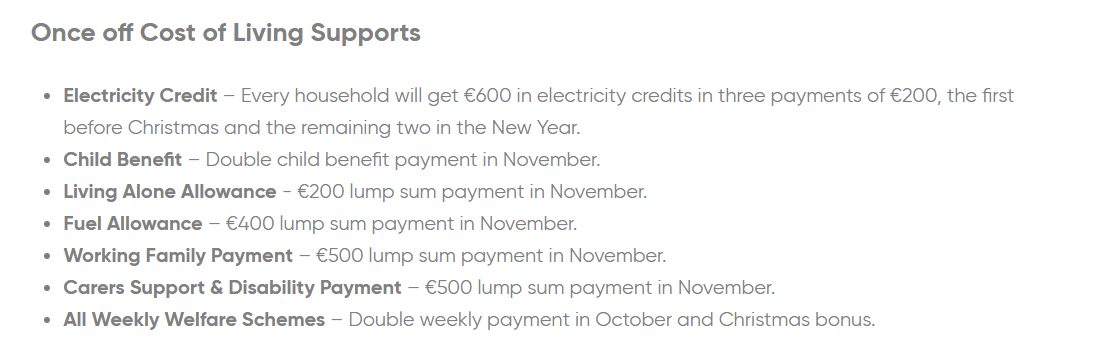 Once off Cost of Living Supports
• Electricity Credit – Every household will get €600 in electricity credits in three payments of €200, the first
before Christmas and the remaining two in the New Year.
• Child Benefit – Double child benefit payment in November.
• Living Alone Allowance - €200 lump sum payment in November.
• Fuel Allowance – €400 lump sum payment in November.
• Working Family Payment – €500 lump sum payment in November.
• Carers Support & Disability Payment – €500 lump sum payment in November.
• All Weekly Welfare Schemes – Double weekly payment in October and Christmas bonus.